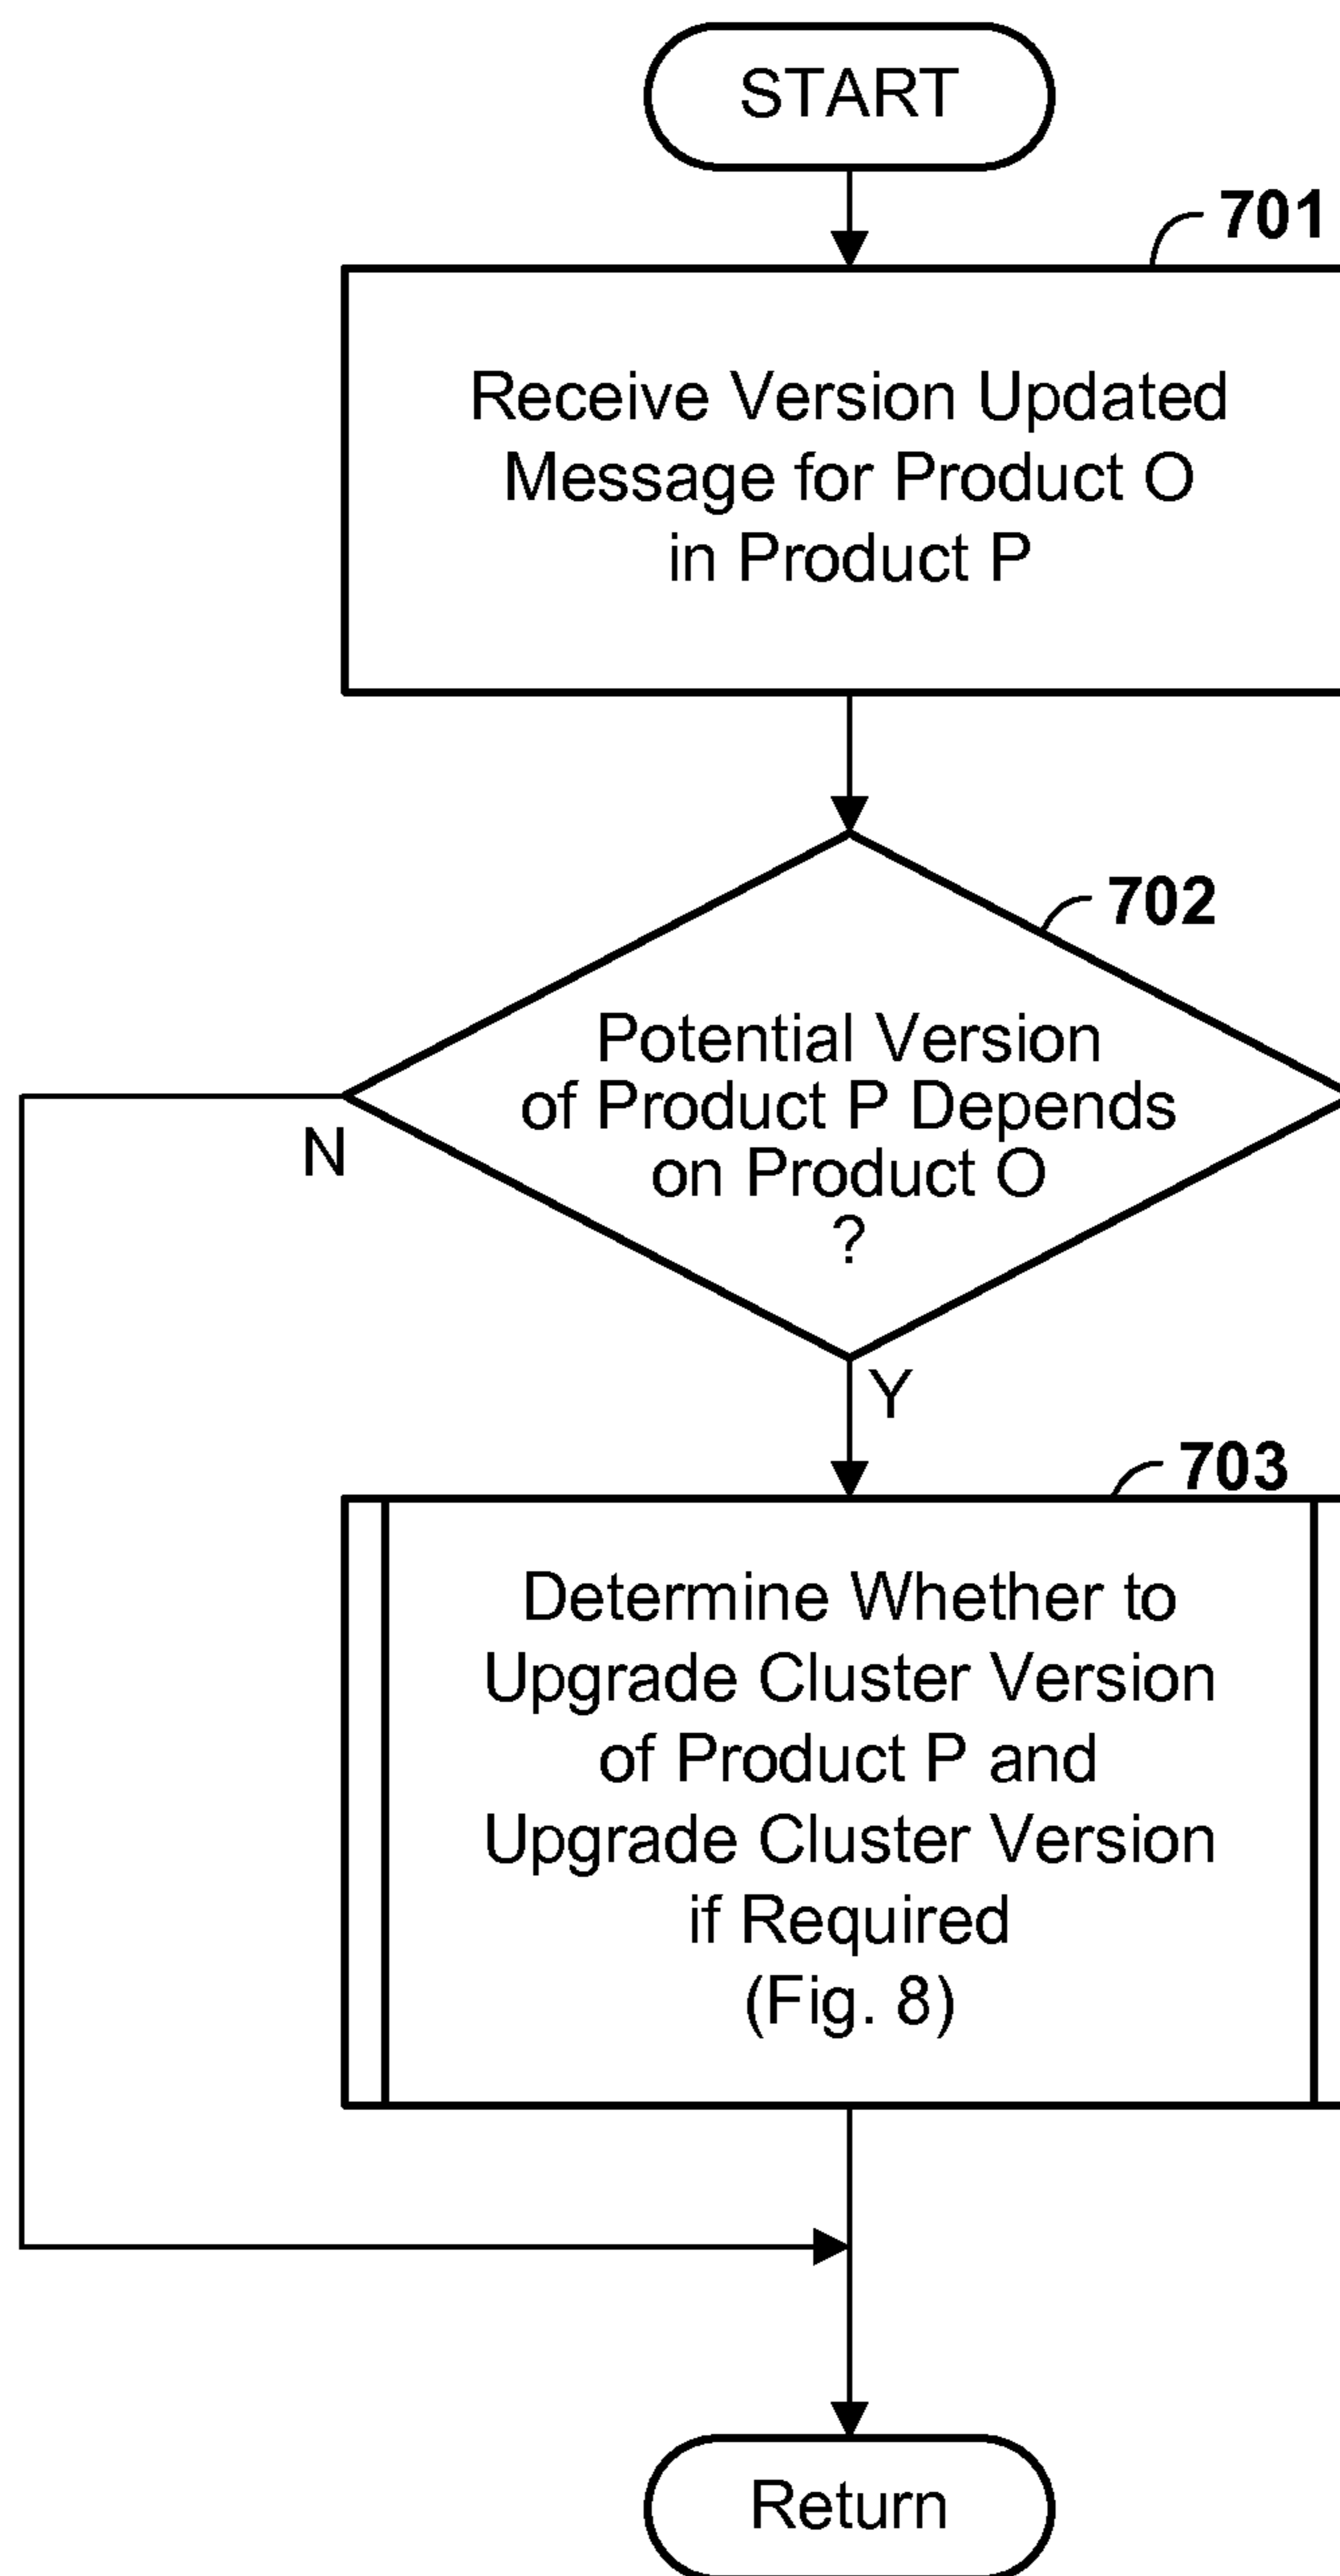 START
701
Receive Version Updated
Message for Product O
in Product P
702
Potential Version
of Product P Depends
on Product O
?
N
Y
703
Determine Whether to
Upgrade Cluster Version
of Product P and
Upgrade Cluster Version
if Required
(Fig. 8)
Return